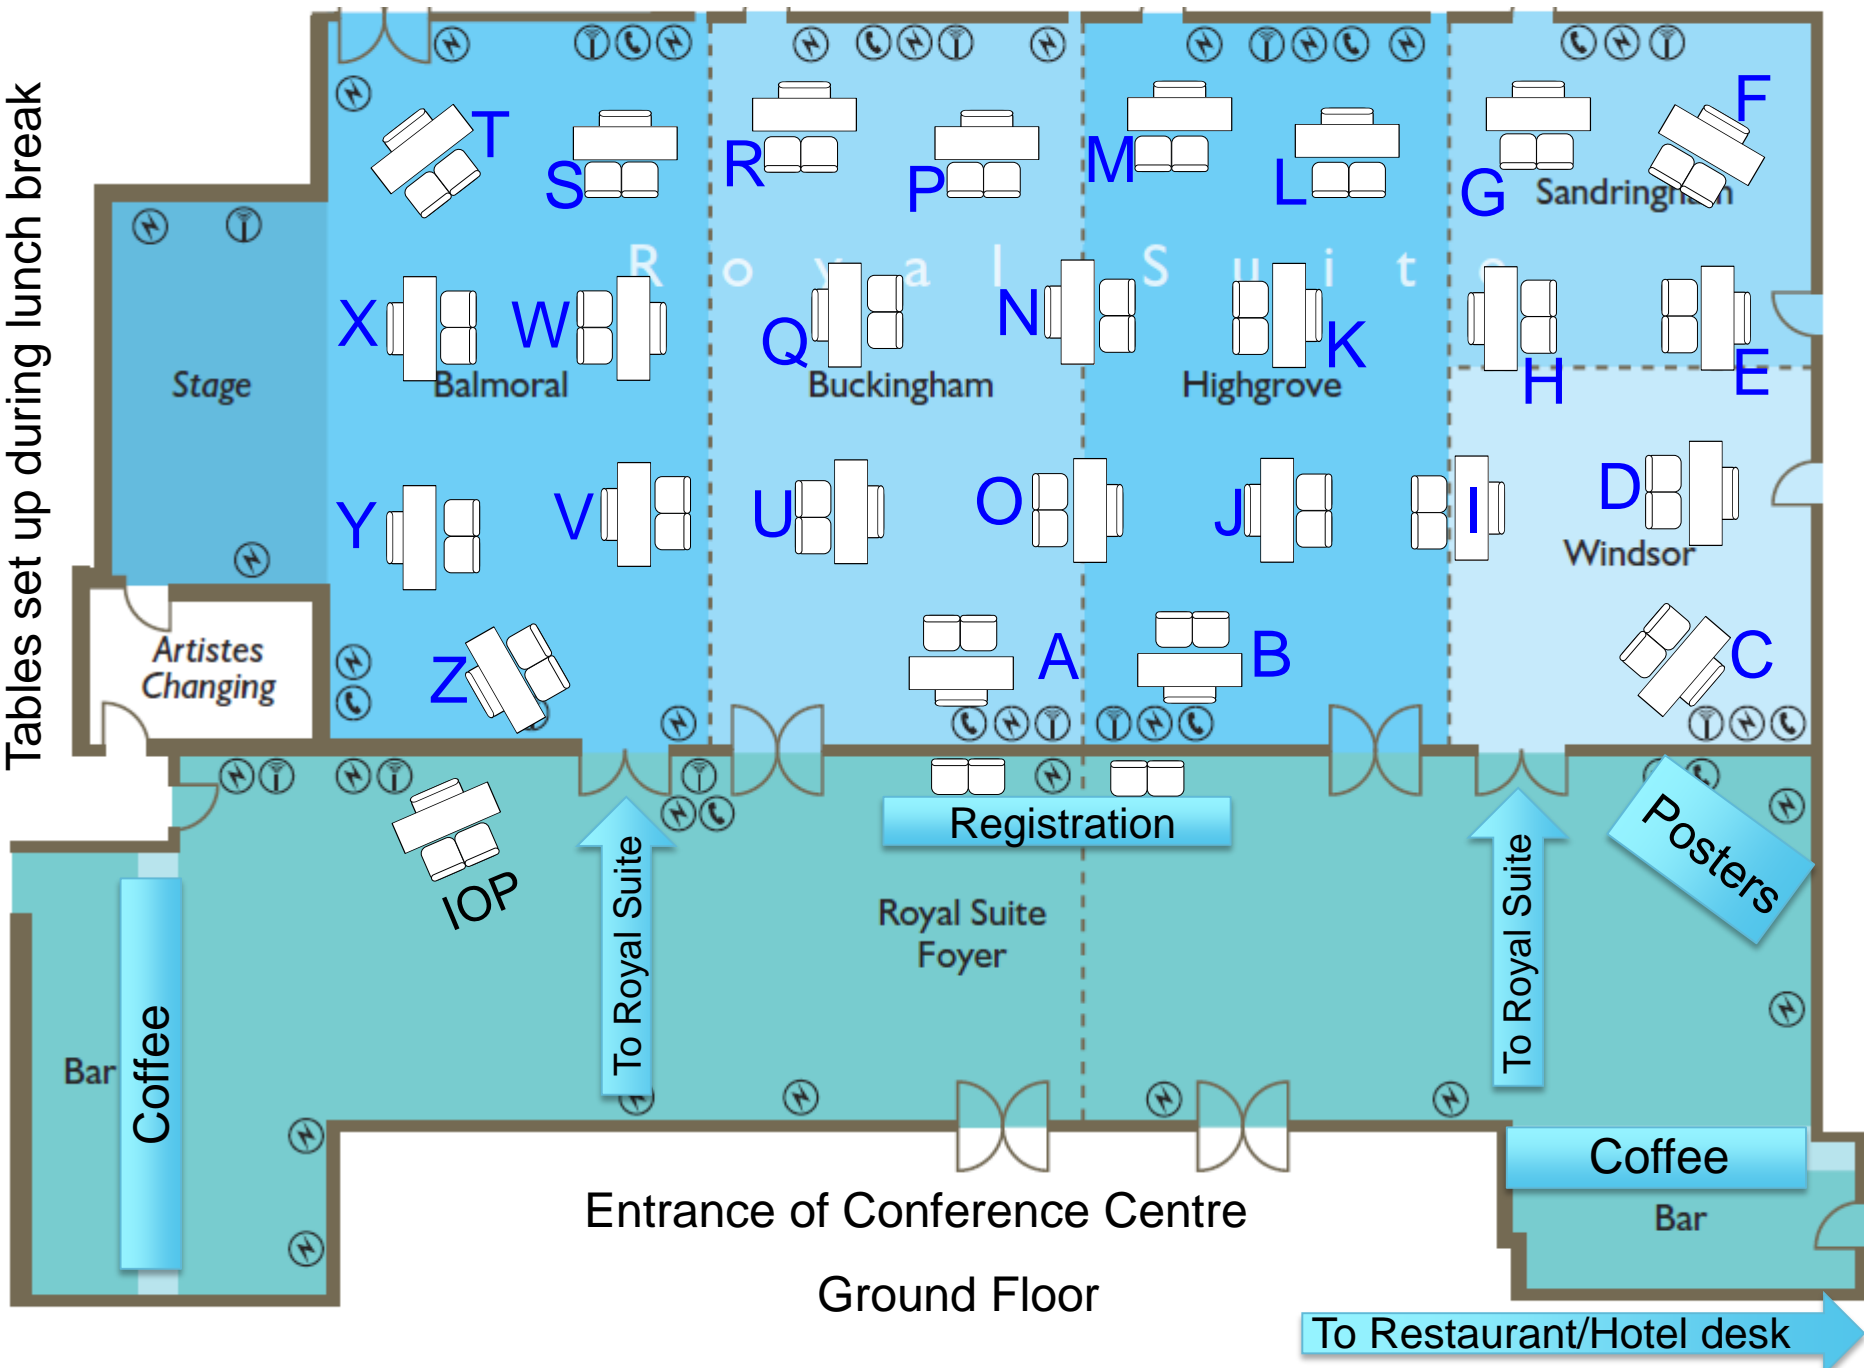 Tables set up during lunch break
T
S
R
P
M
L
G
F
Sandringham
Royal Suite
X
W
Q
N
K
H
E
Stage
Balmoral
Buckingham
Highgrove
Y
V
U
O
J
I
D
Windsor
Artistes
Changing
Z
A
B
C
Registration
Posters
IOP
To Royal Suite
To Royal Suite
Royal Suite
Foyer
Bar
Coffee
Coffee
Bar
Entrance of Conference Centre
Ground Floor
To Restaurant/Hotel desk